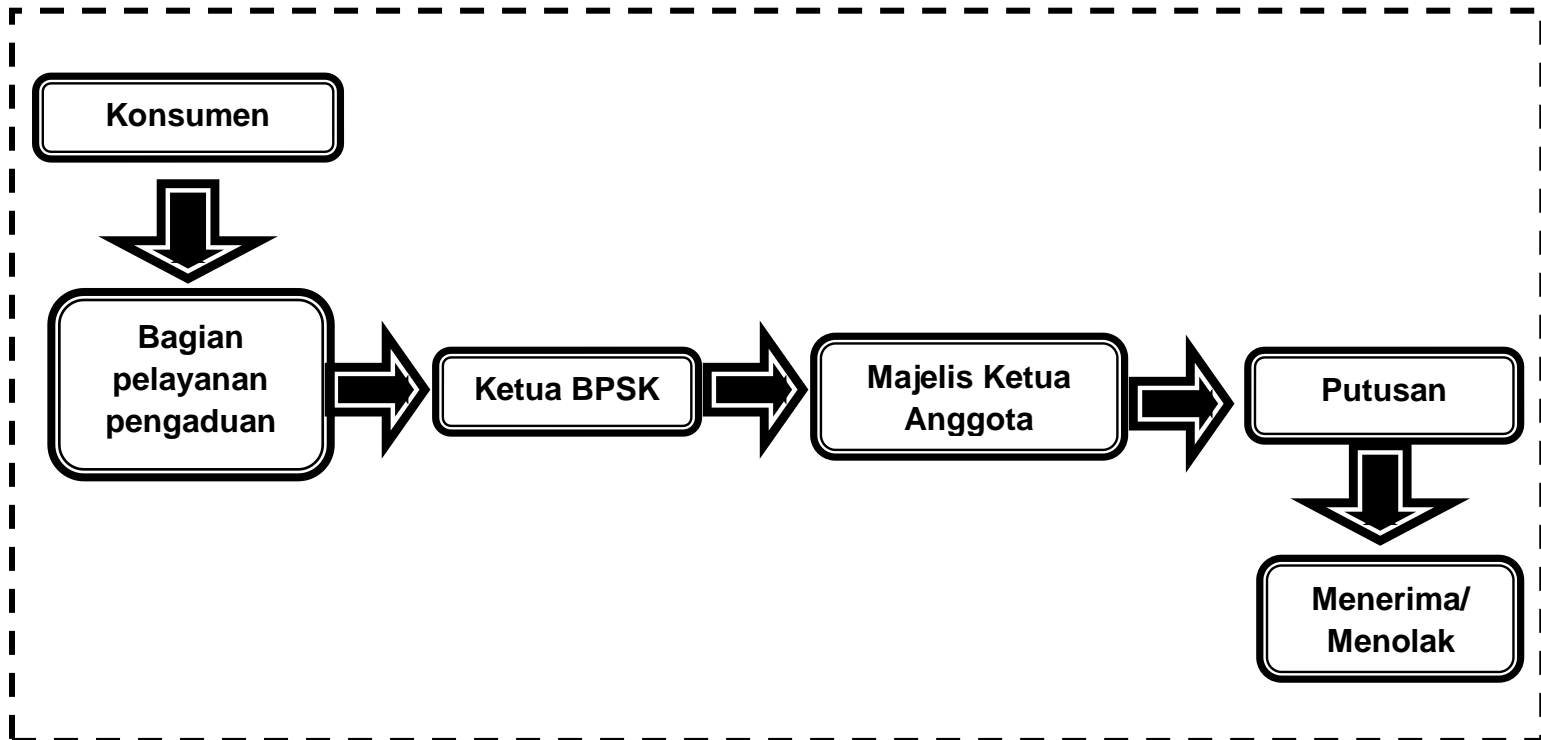 Konsumen
Bagian
pelayanan
pengaduan
Ketua BPSK
Majelis Ketua
Anggota
Putusan
Menerima/
Menolak